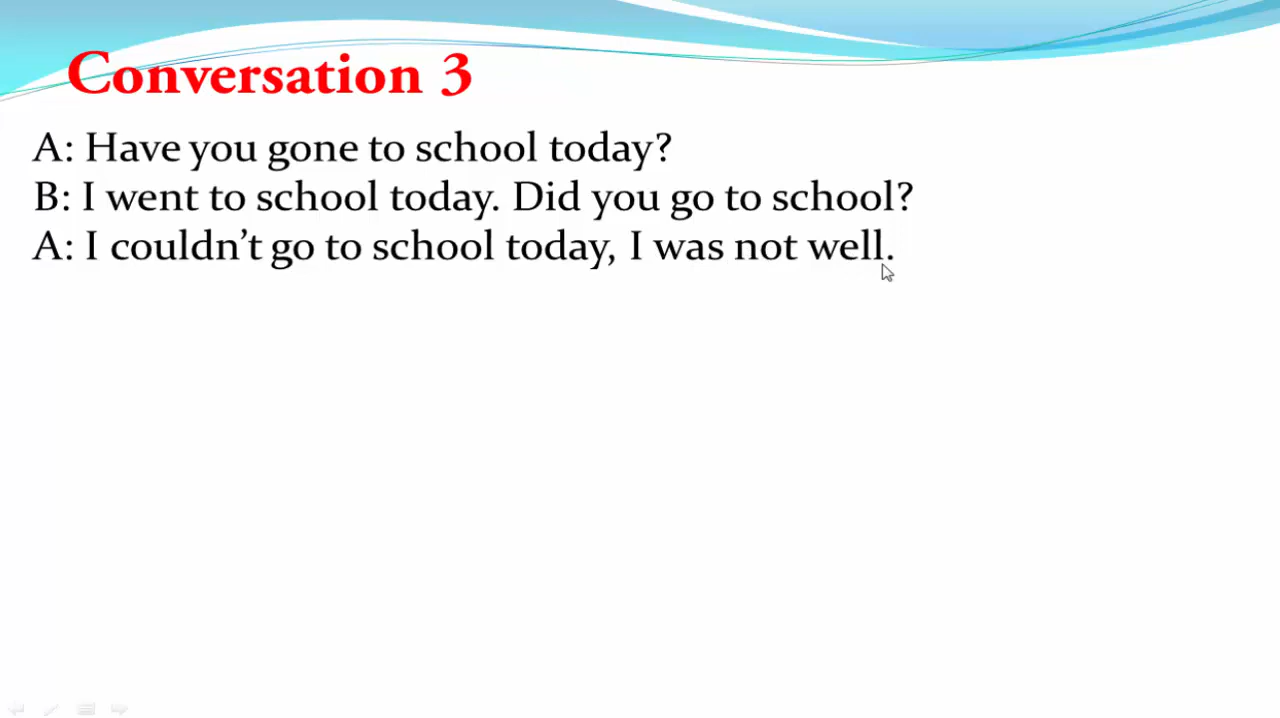 Conversation 3
A: Have you gone to school today?
B: I went to school today. Did you go to school?
A: I couldn’t go to school today, I was not well.